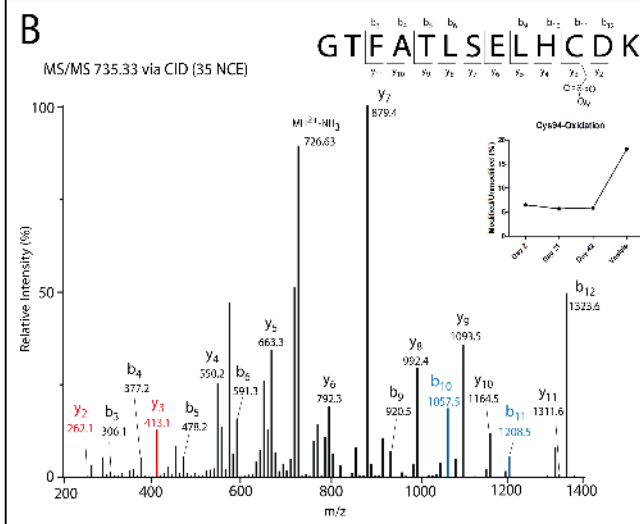 B
b3 b4 b5 b6 b9 b10 b11 b12
GTFATLSELHCDK
y11 y10 y9 y8 y7 y6 y5 y4 y3 y2
MS/MS 735.33 via CID (35 NCE)
Cys94-Oxidation
Modified/Unmodified (%)
20
15
10
5
0
Day 2
Day 21
Day 42
Relative Intensity (%)
100
50
0
y7
879.4
726.63
b12
1323.6
y9
1093.5
y5
663.3
y8
992.4
y4
550.2
y6
792.3
b6
591.3
b4
377.2
y10
1164.5
b10
1057.5
b9
920.5
y11
1311.6
y3
413.1
b5
478.2
y2
262.1
b3
306.1
b11
1208.5
200 400 600 800 1000 1200 1400
m/z